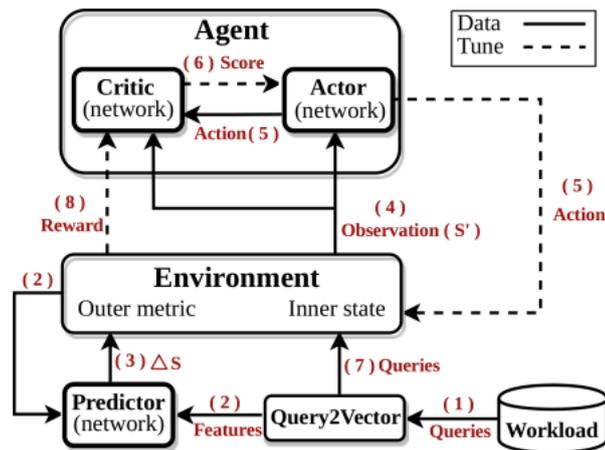 Agent
Data
Tune
( 6 ) Score
Critic
(network)
Actor
(network)
Action ( 5 )
( 8 )
Reward
( 4 )
Observation ( S' )
( 5 )
Action
( 2 )
Environment
Outer metric
Inner state
( 3 ) △S
( 7 ) Queries
Predictor
(network)
( 2 )
Features
Query2Vector
( 1 )
Queries
Workload